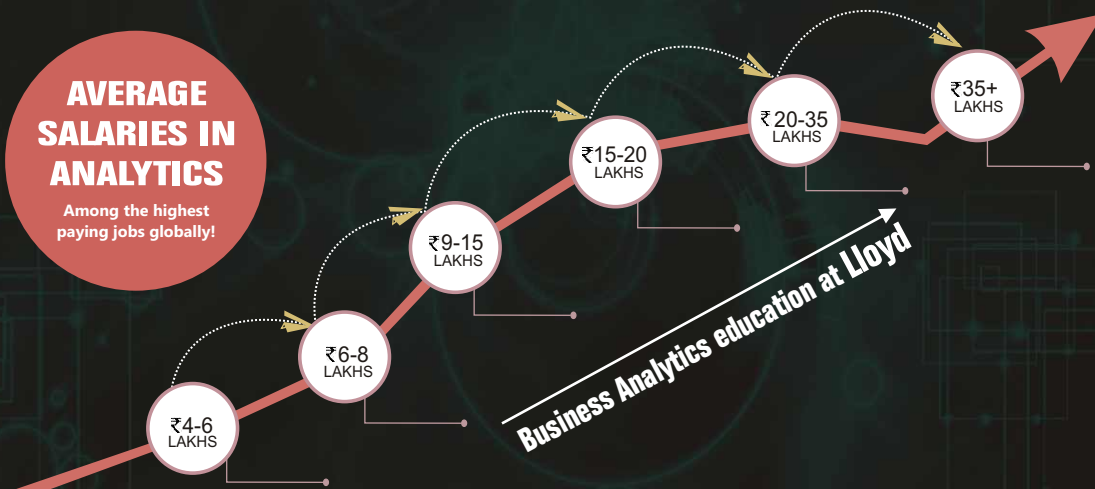 AVERAGE
SALARIES IN
ANALYTICS
Among the highest
paying jobs globally!
₹4-6
LAKHS
₹6-8
LAKHS
₹9-15
LAKHS
₹15-20
LAKHS
₹20-35
LAKHS
₹35+
LAKHS
Business Analytics education at Lloyd